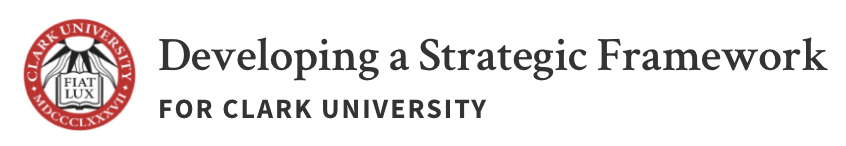 CLARK UNIVERSITY
FIAT
LUX
MDCCCLXXXVII
Developing a Strategic Framework
FOR CLARK UNIVERSITY